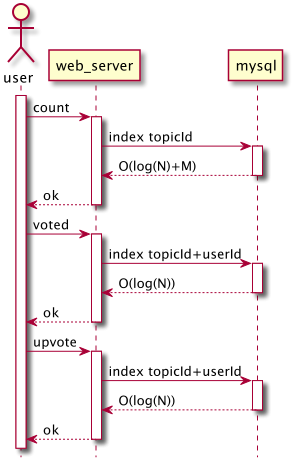 user
web_server
mysql
count
index topicId
O(log(N)+M)
ok
voted
index topicId+userId
O(log(N))
ok
upvote
index topicId+userId
O(log(N))
ok